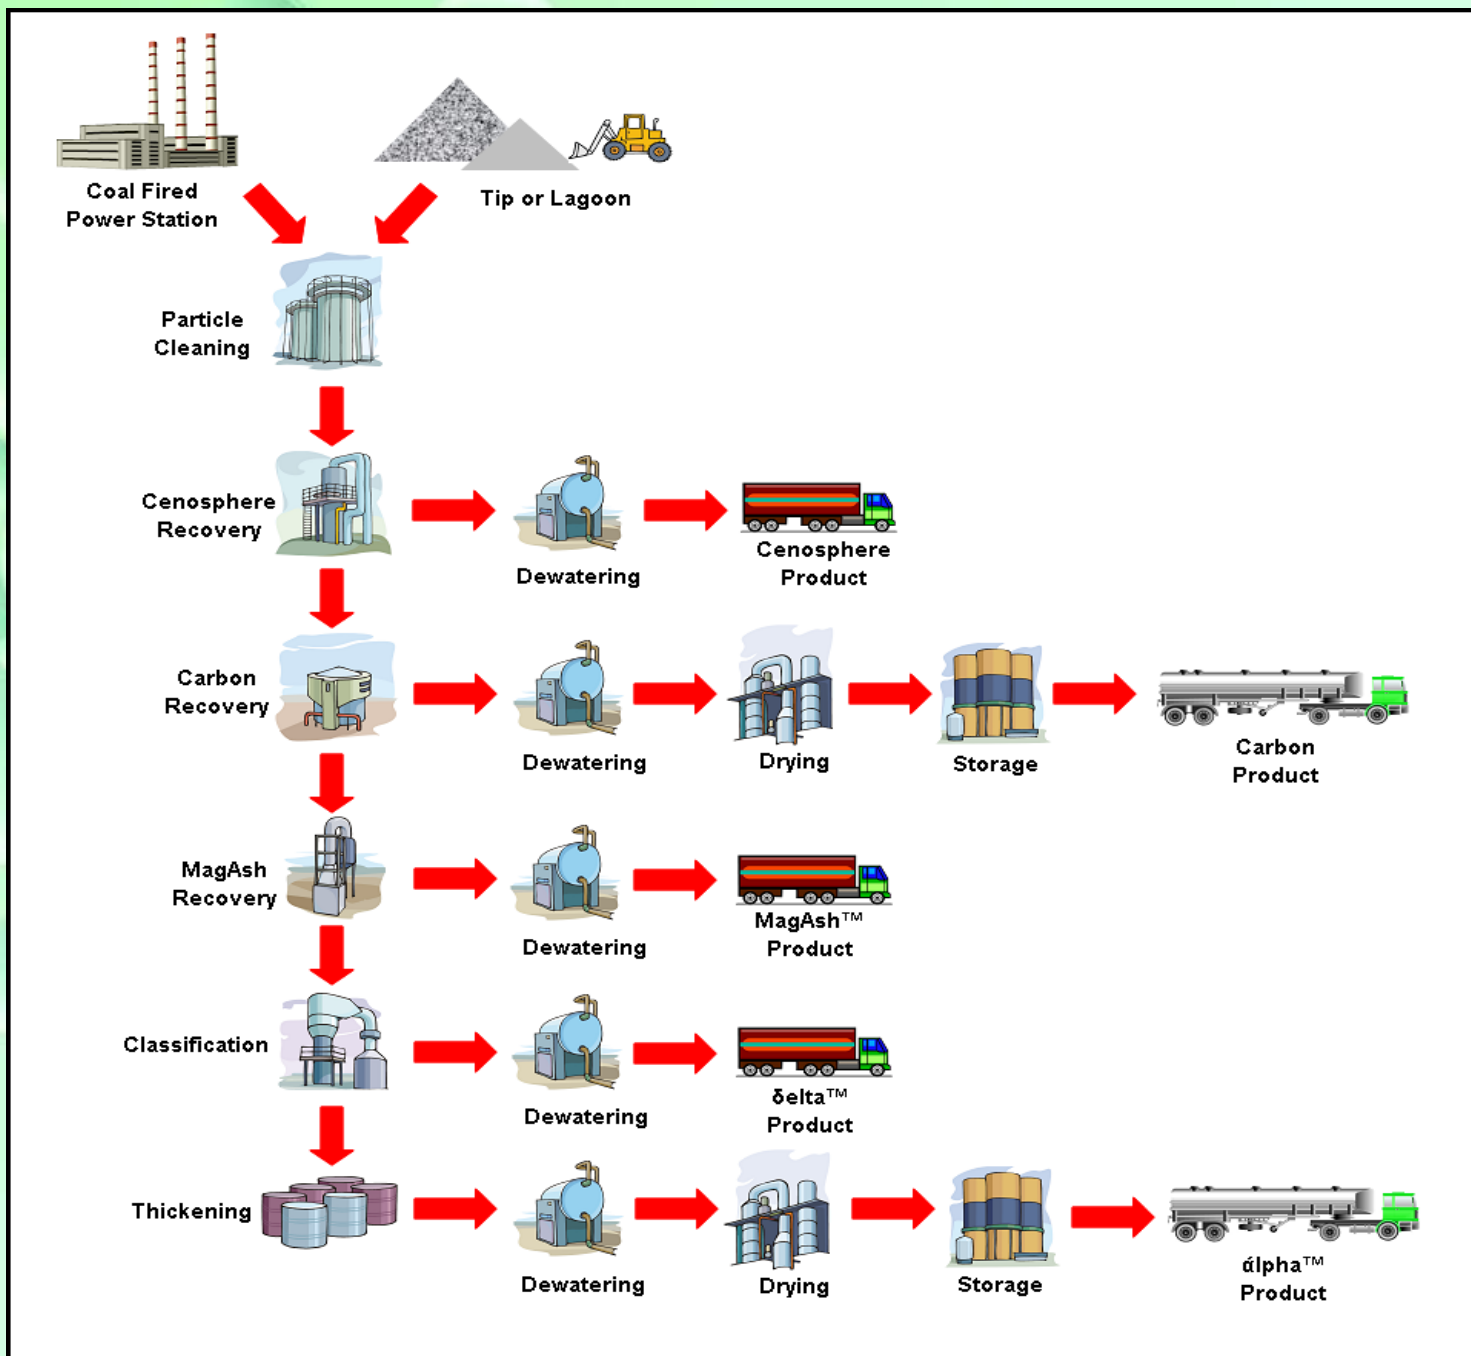 Coal Fired
Power Station
Tip or Lagoon
Particle
Cleaning
Cenosphere
Recovery
Dewatering
Cenosphere
Product
Carbon
Recovery
Dewatering
Drying
Storage
Carbon
Product
MagAsh
Recovery
Dewatering
MagAsh™
Product
Classification
Dewatering
δelta™
Product
Thickening
Dewatering
Drying
Storage
άlpha™
Product